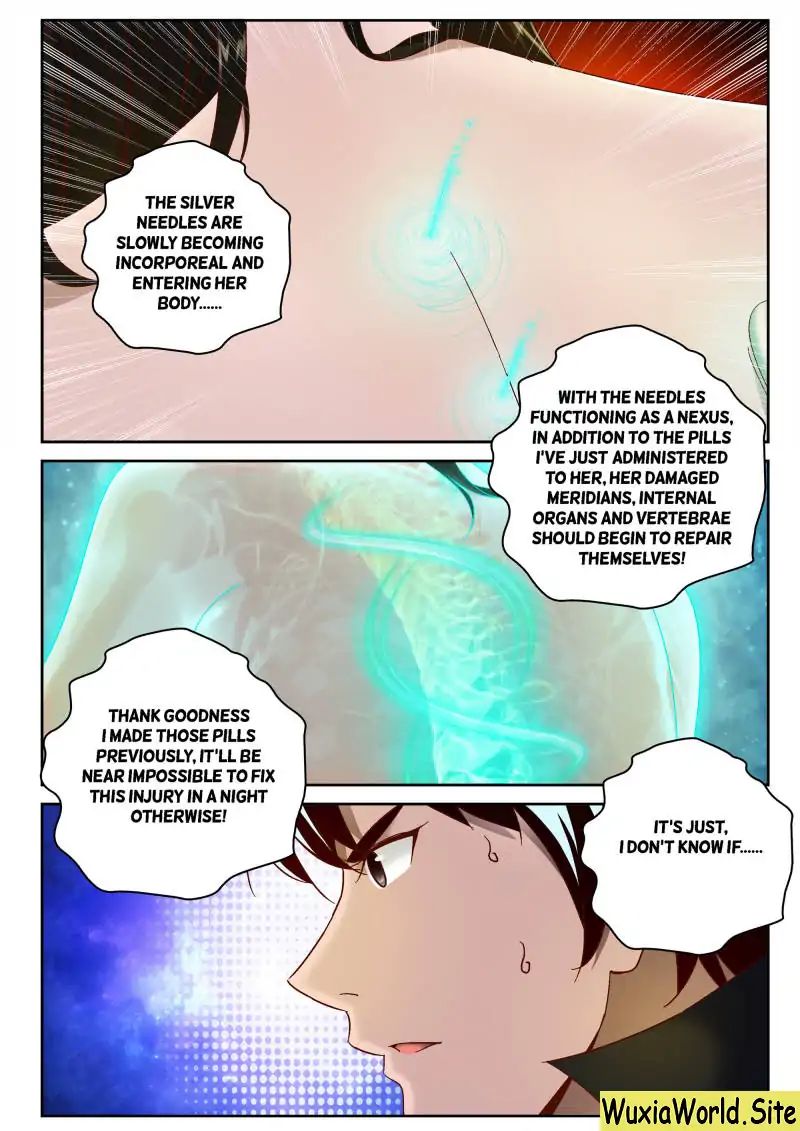 THE SILVER
NEEDLES ARE
SLOWLY BECOMING
INCORPOREAL AND
ENTERING HER
BODY......
WITH THE NEEDLES
FUNCTIONING AS A NEXUS,
IN ADDITION TO THE PILLS
I'VE JUST ADMINISTERED
TO HER, HER DAMAGED
MERIDIANS, INTERNAL
ORGANS AND VERTEBRAE
SHOULD BEGIN TO REPAIR
THEMSELVES!
THANK GOODNESS
I MADE THOSE PILLS
PREVIOUSLY, IT'LL BE
NEAR IMPOSSIBLE TO FIX
THIS INJURY IN A NIGHT
OTHERWISE!
IT'S JUST,
I DON'T KNOW IF......
WuxiaWorld.Site